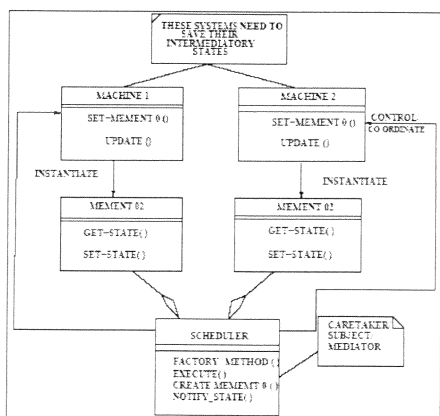 THESE SYSTEMS NEED TO
SAVE THEIR
INTERMEDIATORY
STATES
MACHINE 1
SET-MEMENT 0 ()
UPDATE ()
MACHINE 2
SET-MEMENT 0 ()
UPDATE ()
CONTROL
CO ORDINATE
INSTANTIATE
INSTANTIATE
MEMENT 02
GET-STATE( )
SET-STATE( )
MEMENT 02
GET-STATE( )
SET-STATE( )
SCHEDULER
FACTORY_METHOD ( )
EXECUTE( )
CREATE MEMEMT 0 ( )
NOTIFY_STATE( )
CARETAKER
SUBJECT/
MEDIATOR